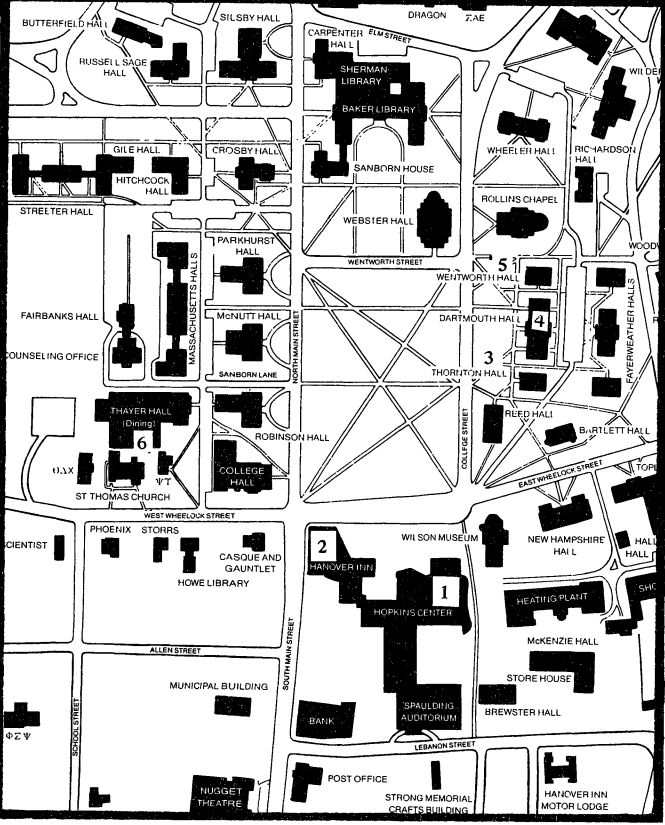 DRAGON
ΣAE
BUTTERFIELD HALL
SILSBY HALL
CARPENTER
HALL
ELM STREET
RUSSELL SAGE
HALL
SHERMAN
LIBRARY
WILDER
BAKER LIBRARY
GILE HALL
CROSBY HALL
WHEELER HALL
RICHARDSON
HALL
HITCHCOCK
HALL
SANBORN HOUSE
STREETER HALL
ROLLINS CHAPEL
WEBSTER HALL
PARKHURST
HALL
WENTWORTH STREET
5
WENTWORTH HALL
MASSACHUSETTS HALLS
FAIRBANKS HALL
McNUTT HALL
NORTH MAIN STREET
DARTMOUTH HALL
4
FAYERWEATHER HALLS
COUNSELING OFFICE
SANBORN LANE
3
THORNTON HALL
THAYER HALL
(Dining)
6
REED HALL
BARTLETT HALL
ROBINSON HALL
COLLEGE STREET
ΘΔΧ
ΨΤ
COLLEGE
HALL
EAST WHEELOCK STREET
ST THOMAS CHURCH
WEST WHEELOCK STREET
PHOENIX
STORRS
2
WILSON MUSEUM
NEW HAMPSHIRE
HALL
HALL
HALL
SCIENTIST
CASQUE AND
GAUNTLET
HANOVER INN
HOWE LIBRARY
1
HEATING PLANT
HOPKINS CENTER
McKENZIE HALL
ALLEN STREET
SOUTH MAIN STREET
STORE HOUSE
MUNICIPAL BUILDING
SPAULDING
AUDITORIUM
BREWSTER HALL
BANK
SCHOOL STREET
ΦΣΨ
LEBANON STREET
POST OFFICE
NUGGET
THEATRE
STRONG MEMORIAL
CRAFTS BUILDING
HANOVER INN
MOTOR LODGE